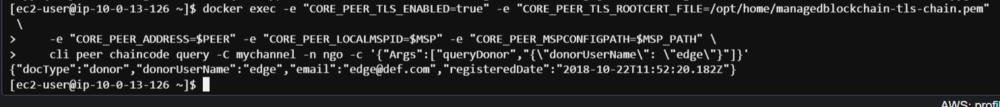 [ec2-user@ip-10-0-13-126 ~]$ docker exec -e "CORE_PEER_TLS_ENABLED=true" -e "CORE_PEER_TLS_ROOTCERT_FILE=/opt/home/managedblockchain-tls-chain.pem"
 \
>     -e "CORE_PEER_ADDRESS=$PEER" -e "CORE_PEER_LOCALMSPID=$MSP" -e "CORE_PEER_MSPCONFIGPATH=$MSP_PATH" \
>     cli peer chaincode query -C mychannel -n ngo -c '{"Args":["queryDonor","{\"donorUserName\": \"edge\"}"]}'
{"docType":"donor","donorUserName":"edge","email":"edge@def.com","registeredDate":"2018-10-22T11:52:20.182Z"}
[ec2-user@ip-10-0-13-126 ~]$
AWS: profil